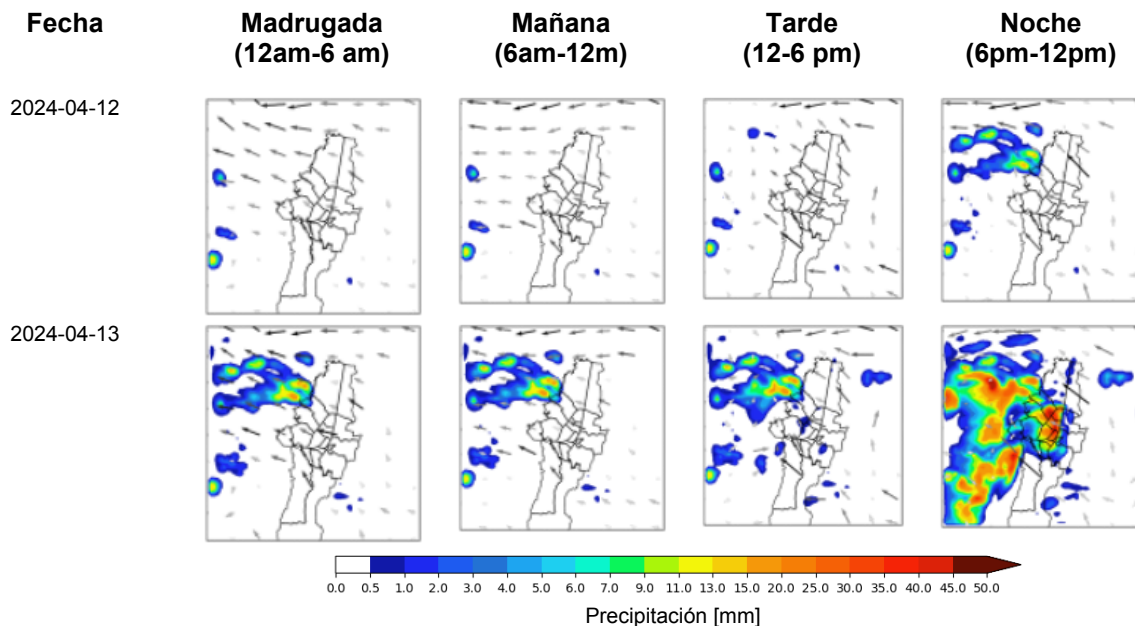 Fecha
Madrugada
(12am-6 am)
Mañana
(6am-12m)
Tarde
(12-6 pm)
Noche
(6pm-12pm)
2024-04-12
2024-04-13
0.0 0.5 1.0 2.0 3.0 4.0 5.0 6.0 7.0 9.0 11.0 13.0 15.0 20.0 25.0 30.0 35.0 40.0 45.0 50.0
Precipitación [mm]